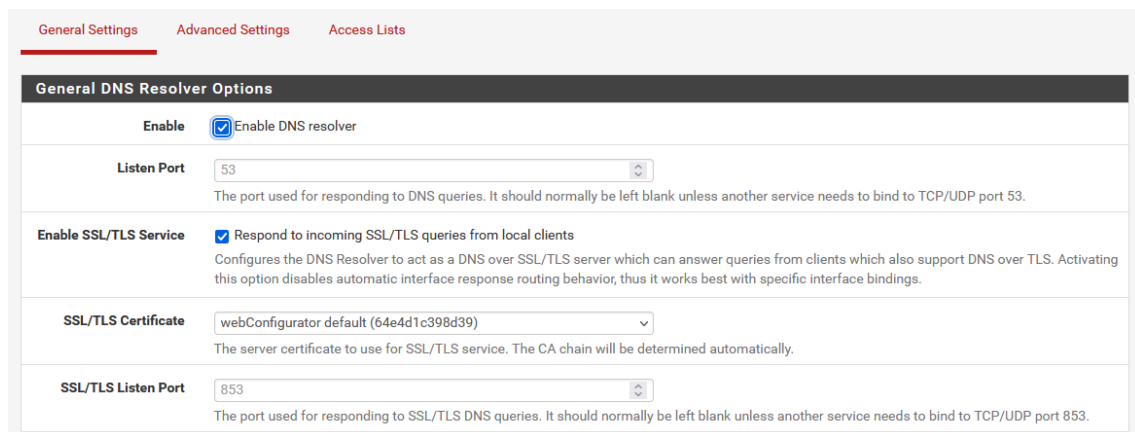 General Settings Advanced Settings Access Lists
General DNS Resolver Options
Enable Enable DNS resolver
Listen Port 53
The port used for responding to DNS queries. It should normally be left blank unless another service needs to bind to TCP/UDP port 53.
Enable SSL/TLS Service Respond to incoming SSL/TLS queries from local clients
Configures the DNS Resolver to act as a DNS over SSL/TLS server which can answer queries from clients which also support DNS over TLS. Activating
this option disables automatic interface response routing behavior, thus it works best with specific interface bindings.
SSL/TLS Certificate webConfigurator default (64e4d1c398d39)
The server certificate to use for SSL/TLS service. The CA chain will be determined automatically.
SSL/TLS Listen Port 853
The port used for responding to SSL/TLS DNS queries. It should normally be left blank unless another service needs to bind to TCP/UDP port 853.